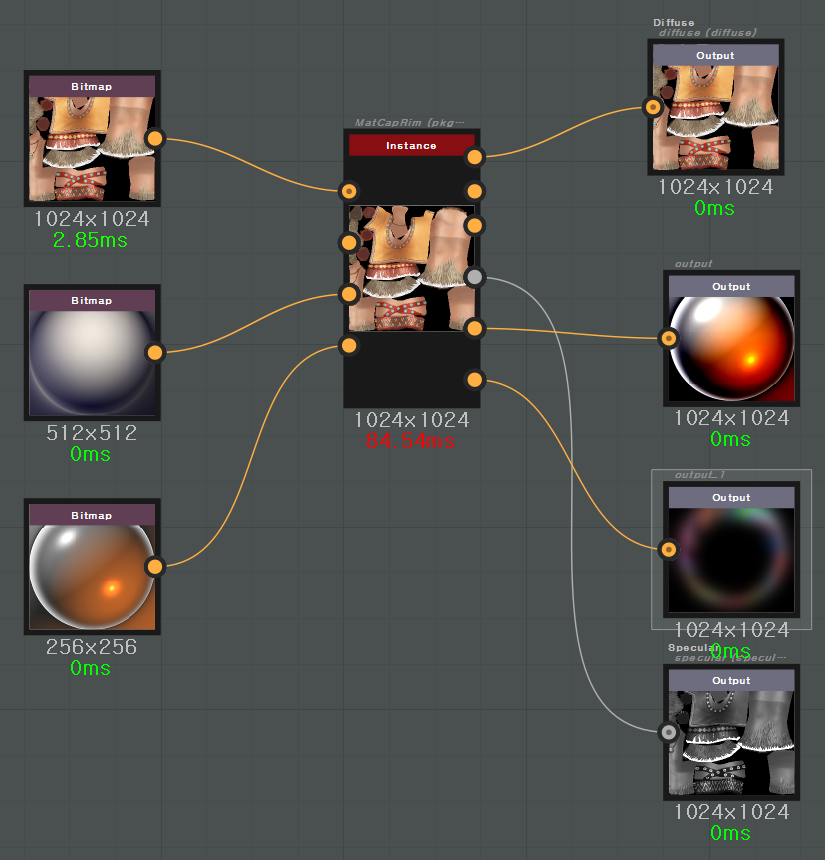 Bitmap
1024x1024
2.85ms
Bitmap
512x512
0ms
Bitmap
256x256
0ms
MatCapRim (pkg...
Instance
1024x1024
84.54ms
Diffuse
diffuse (diffuse)
Output
1024x1024
0ms
output
Output
1024x1024
0ms
output_1
Output
1024x1024
0ms
Specular
specular (specul...
Output
1024x1024
0ms